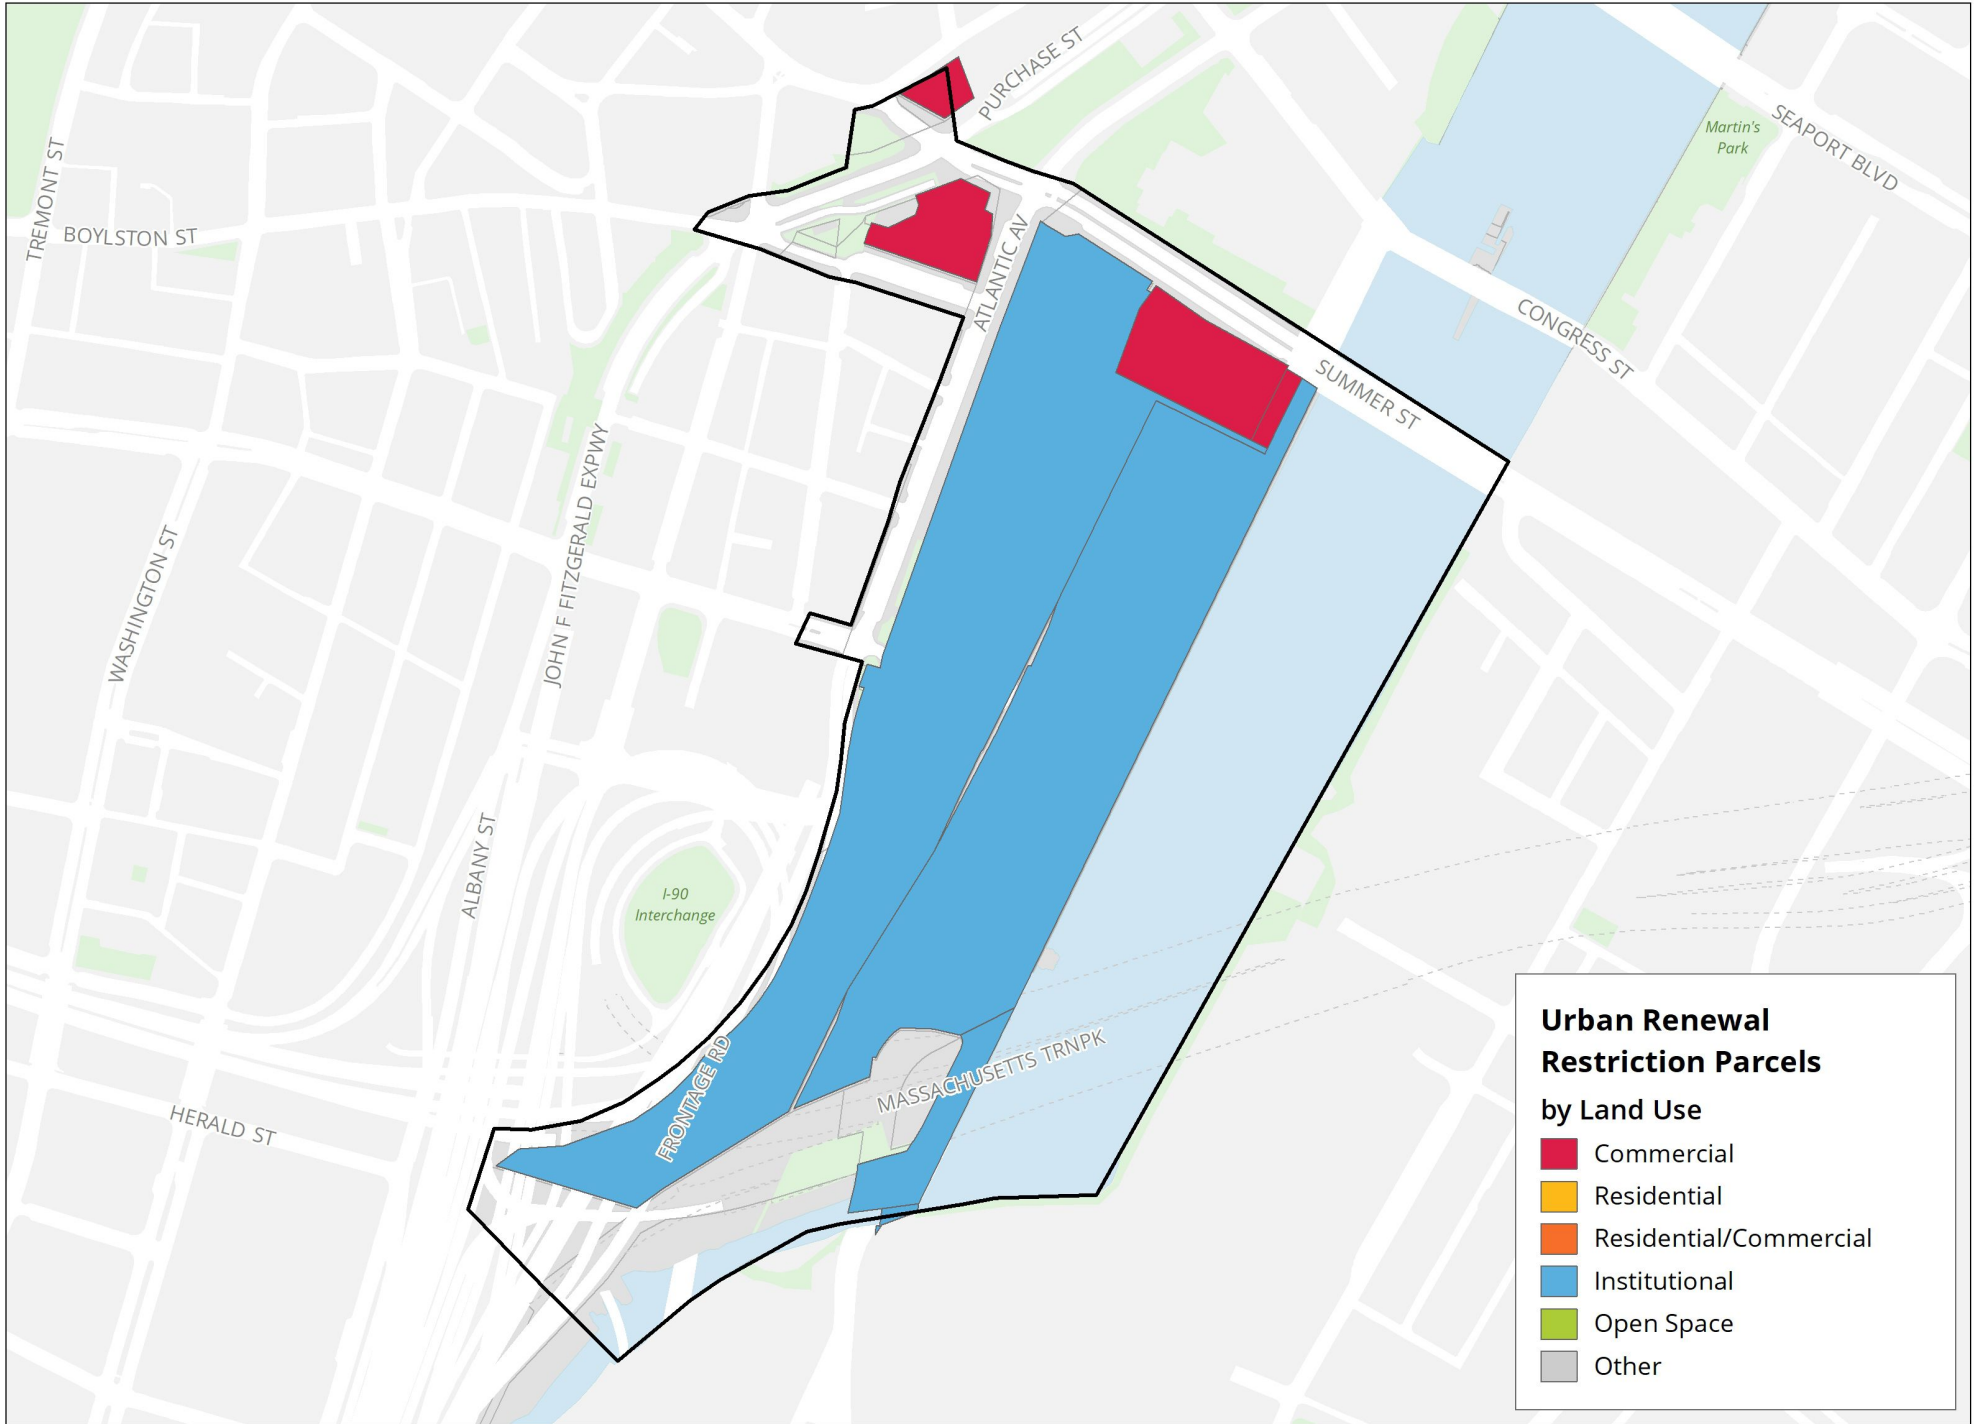 PURCHASE ST
SEAPORT BLVD
Martin's
Park
TREMONT ST
BOYLSTON ST
ATLANTIC AV
CONGRESS ST
SUMMER ST
JOHN F FITZGERALD EXPWY
WASHINGTON ST
ALBANY ST
I-90
Interchange
FRONTAGE RD
MASSACHUSETTS TRNPK
HERALD ST
Urban Renewal
Restriction Parcels
by Land Use
Commercial
Residential
Residential/Commercial
Institutional
Open Space
Other